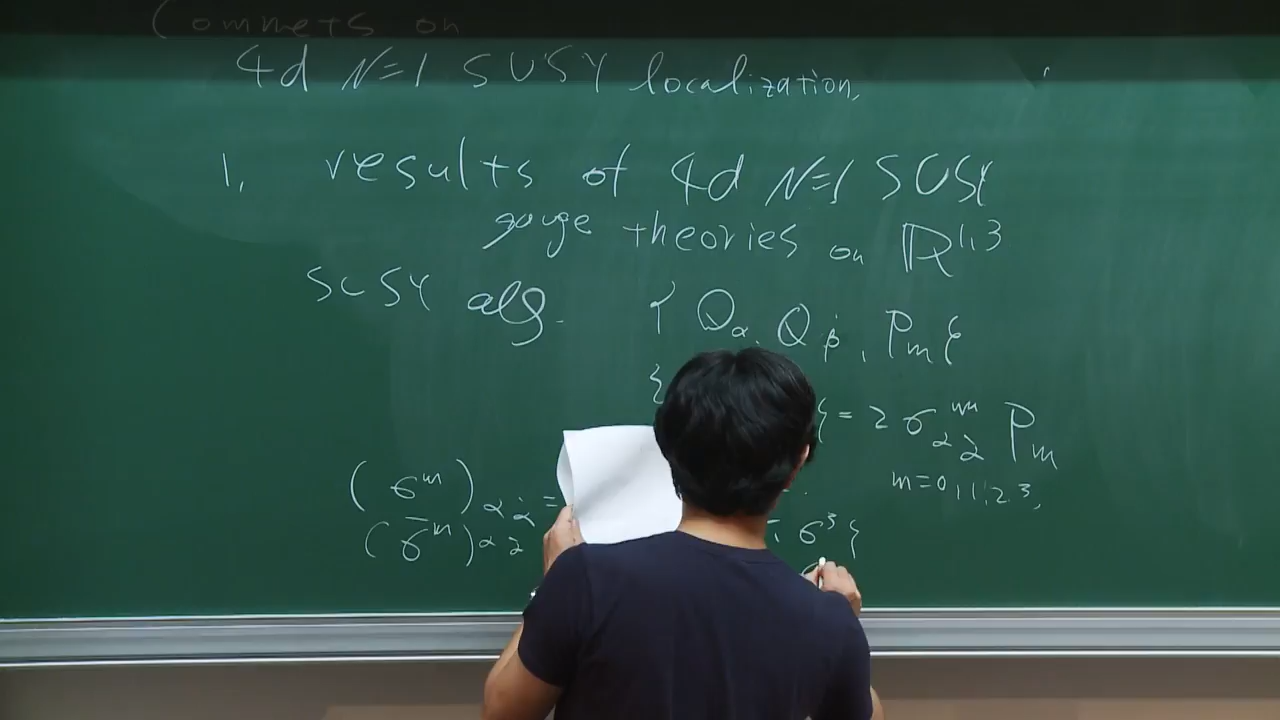 Commets on
4d N=1 SUSY localization,
1. results of 4d N=1 SUSY
gauge theories on ℝ^{1,3}
SUSY alg. { Q_α, Q_β̇, P_m }
{ } = 2 σ^m_{αα̇} P_m
m=0,1,2,3,
(σ^m)_{αα̇} =
(σ̄^m)_{αα̇} σ^3 }